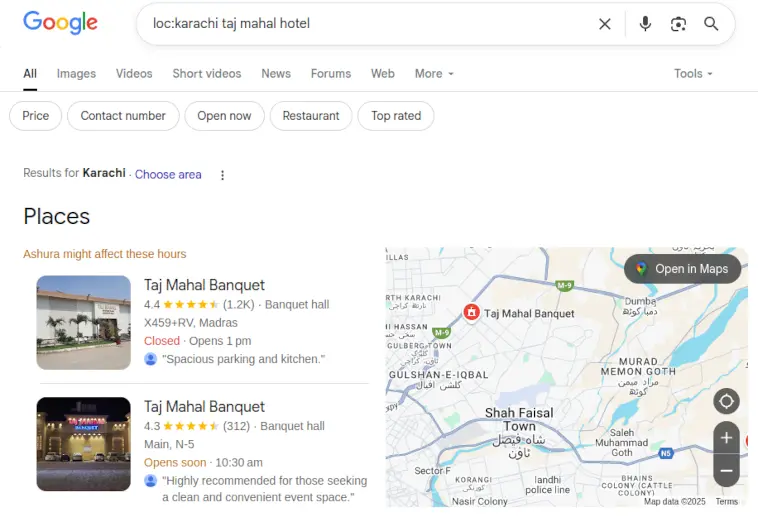 Google
loc:karachi taj mahal hotel
All Images Videos Short videos News Forums Web More Tools
Price Contact number Open now Restaurant Top rated
Results for Karachi · Choose area
Places
Ashura might affect these hours
Taj Mahal Banquet
4.4 (1.2K) · Banquet hall
X459+RV, Madras
Closed · Opens 1 pm
"Spacious parking and kitchen."
Taj Mahal Banquet
4.3 (312) · Banquet hall
Main, N-5
Opens soon · 10:30 am
"Highly recommended for those seeking
a clean and convenient event space."
Open in Maps
ILLAS
M-9
RTH KARACHI
Taj Mahal Banquet
Dumba
HI HASSAN
M-9
GULBERG TOWN
گلبرگ ٹاؤن
GULSHAN-E-IQBAL
گلشن اقبال
MURAD
MEMON GOTH
مراد میمن
گوٹھ
Shah Faisal
Town
شاه فیصل
ٹاؤن
Saleh
Muhammad
Goth
N5
Sector F
KORANGI
کورنگی
landhi
police line
BHAINS
COLONY (CATTLE
COLONY)
Nasir Colony
Map data ©2025 Terms